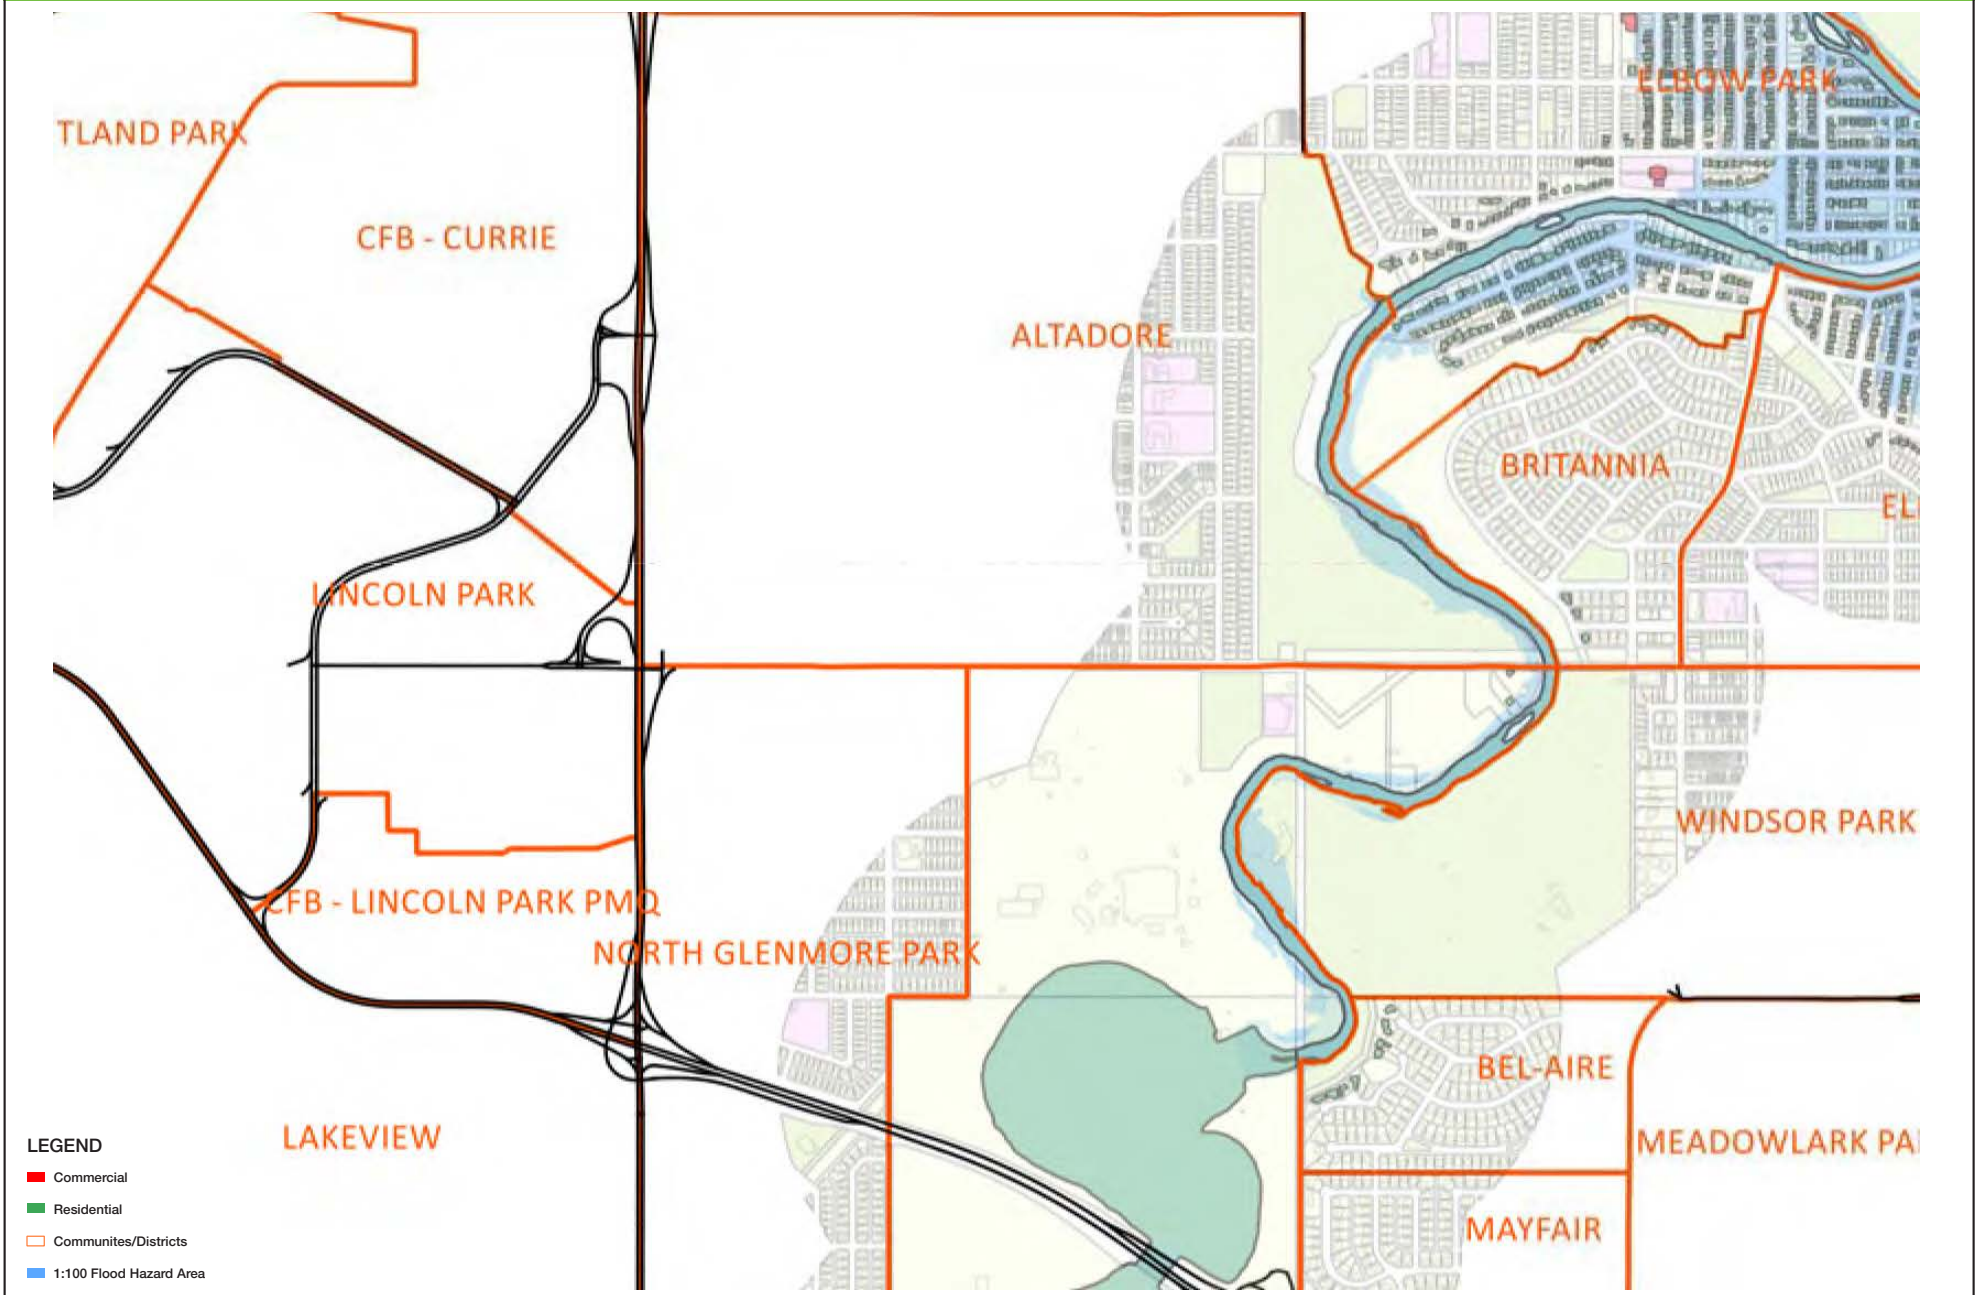 ELBOW PARK
TLAND PARK
CFB - CURRIE
ALTADORE
BRITANNIA
EL
LINCOLN PARK
WINDSOR PARK
CFB - LINCOLN PARK PMQ
NORTH GLENMORE PARK
BEL-AIRE
LAKEVIEW
MEADOWLARK PA
MAYFAIR
LEGEND
Commercial
Residential
Communites/Districts
1:100 Flood Hazard Area